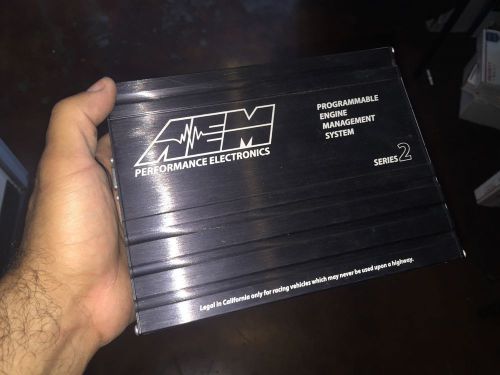 AEM
PERFORMANCE ELECTRONICS
PROGRAMMABLE
ENGINE
MANAGEMENT
SYSTEM
SERIES 2
Legal in California only for racing vehicles which may never be used upon a highway.